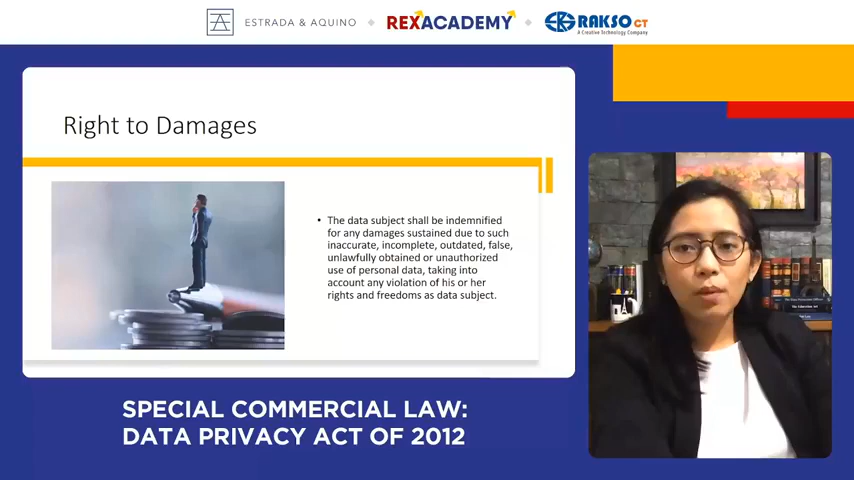 ESTRADA & AQUINO
REXACADEMY
RAKSO CT
A Creative Technology Company
Right to Damages
• The data subject shall be indemnified
for any damages sustained due to such
inaccurate, incomplete, outdated, false,
unlawfully obtained or unauthorized
use of personal data, taking into
account any violation of his or her
rights and freedoms as data subject.
SPECIAL COMMERCIAL LAW:
DATA PRIVACY ACT OF 2012